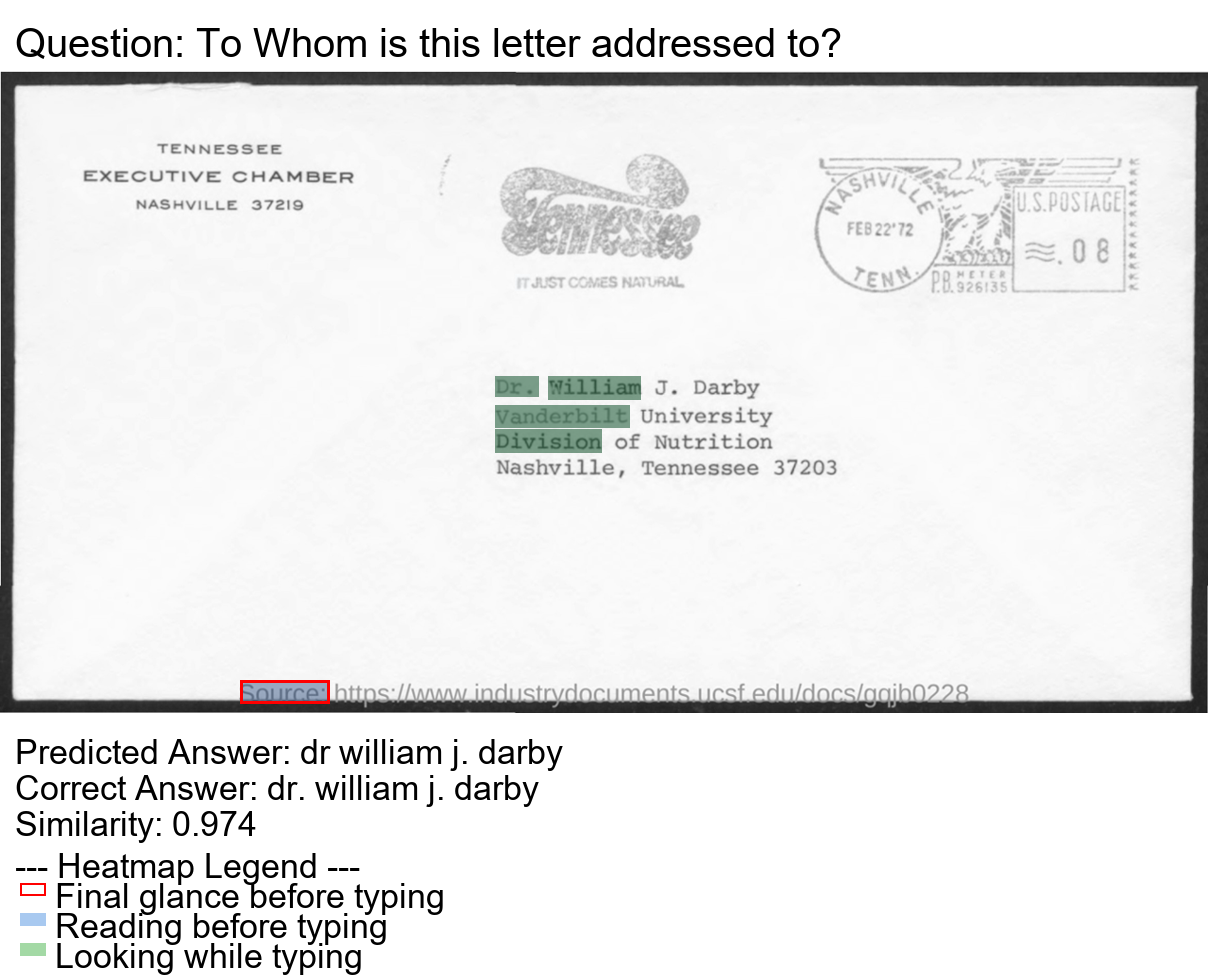 Question: To Whom is this letter addressed to?
TENNESSEE
EXECUTIVE CHAMBER
NASHVILLE 37219
Tennessee
IT JUST COMES NATURAL
NASHVILLE
FEB 22'72
TENN.
U.S.POSTAGE
.08
P.B. METER
926135
Dr. William J. Darby
Vanderbilt University
Division of Nutrition
Nashville, Tennessee 37203
Source: https://www.industrydocuments.ucsf.edu/docs/gqjb0228
Predicted Answer: dr william j. darby
Correct Answer: dr. william j. darby
Similarity: 0.974
--- Heatmap Legend ---
Final glance before typing
Reading before typing
Looking while typing